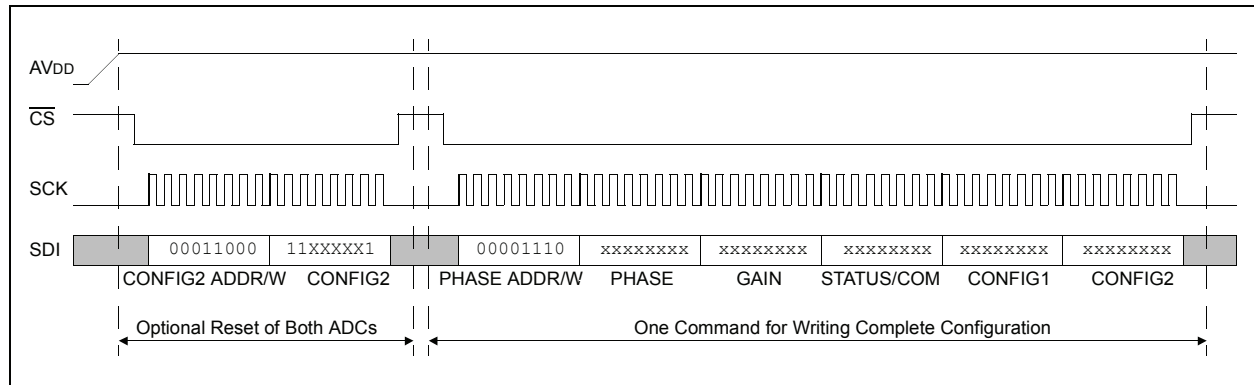 AVDD
CS
SCK
SDI 00011000 11XXXXX1 00001110 xxxxxxxx xxxxxxxx xxxxxxxx xxxxxxxx xxxxxxxx
CONFIG2 ADDR/W CONFIG2 PHASE ADDR/W PHASE GAIN STATUS/COM CONFIG1 CONFIG2
Optional Reset of Both ADCs One Command for Writing Complete Configuration